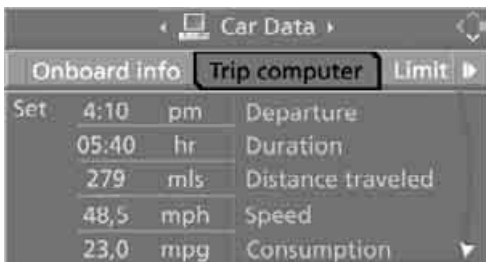 Car Data
Onboard info Trip computer Limit
Set 4:10 pm Departure
05:40 hr Duration
279 mls Distance traveled
48,5 mph Speed
23,0 mpg Consumption